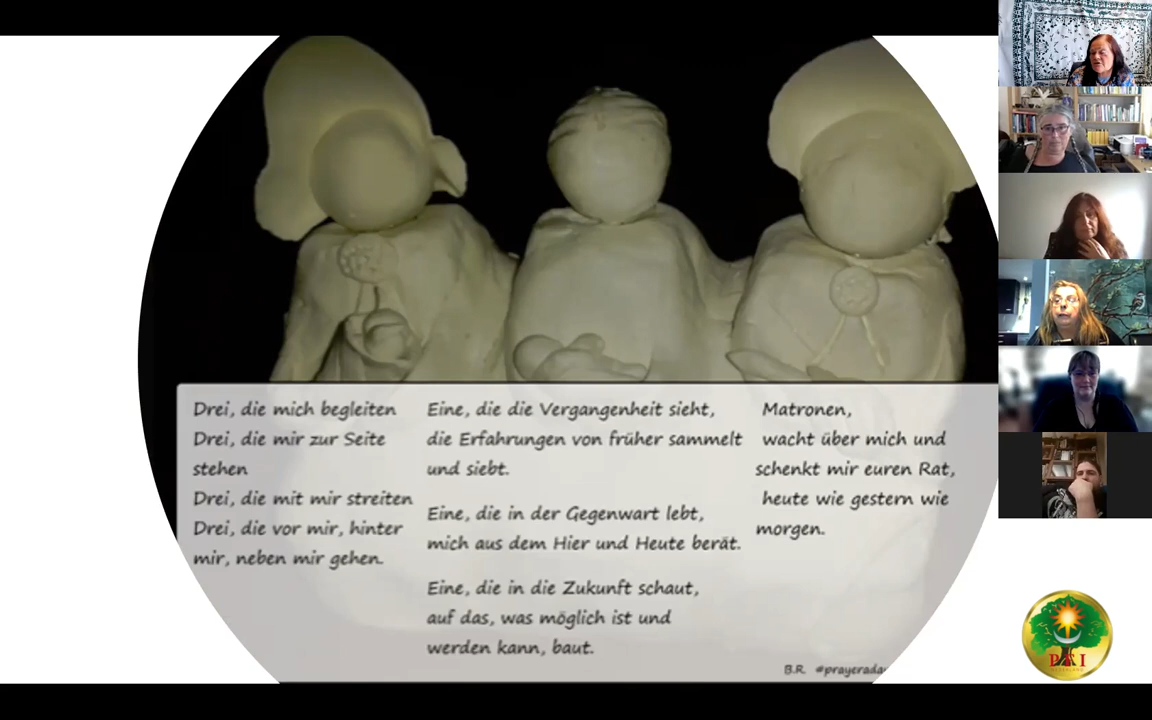 Drei, die mich begleiten
Drei, die mir zur Seite
stehen
Drei, die mit mir streiten
Drei, die vor mir, hinter
mir, neben mir gehen.
Eine, die die Vergangenheit sieht,
die Erfahrungen von früher sammelt
und siebt.
Eine, die in der Gegenwart lebt,
mich aus dem Hier und Heute berät.
Eine, die in die Zukunft schaut,
auf das, was möglich ist und
werden kann, baut.
Matronen,
wacht über mich und
schenkt mir euren Rat,
heute wie gestern wie
morgen.
B.R. #prayeraday
PFI